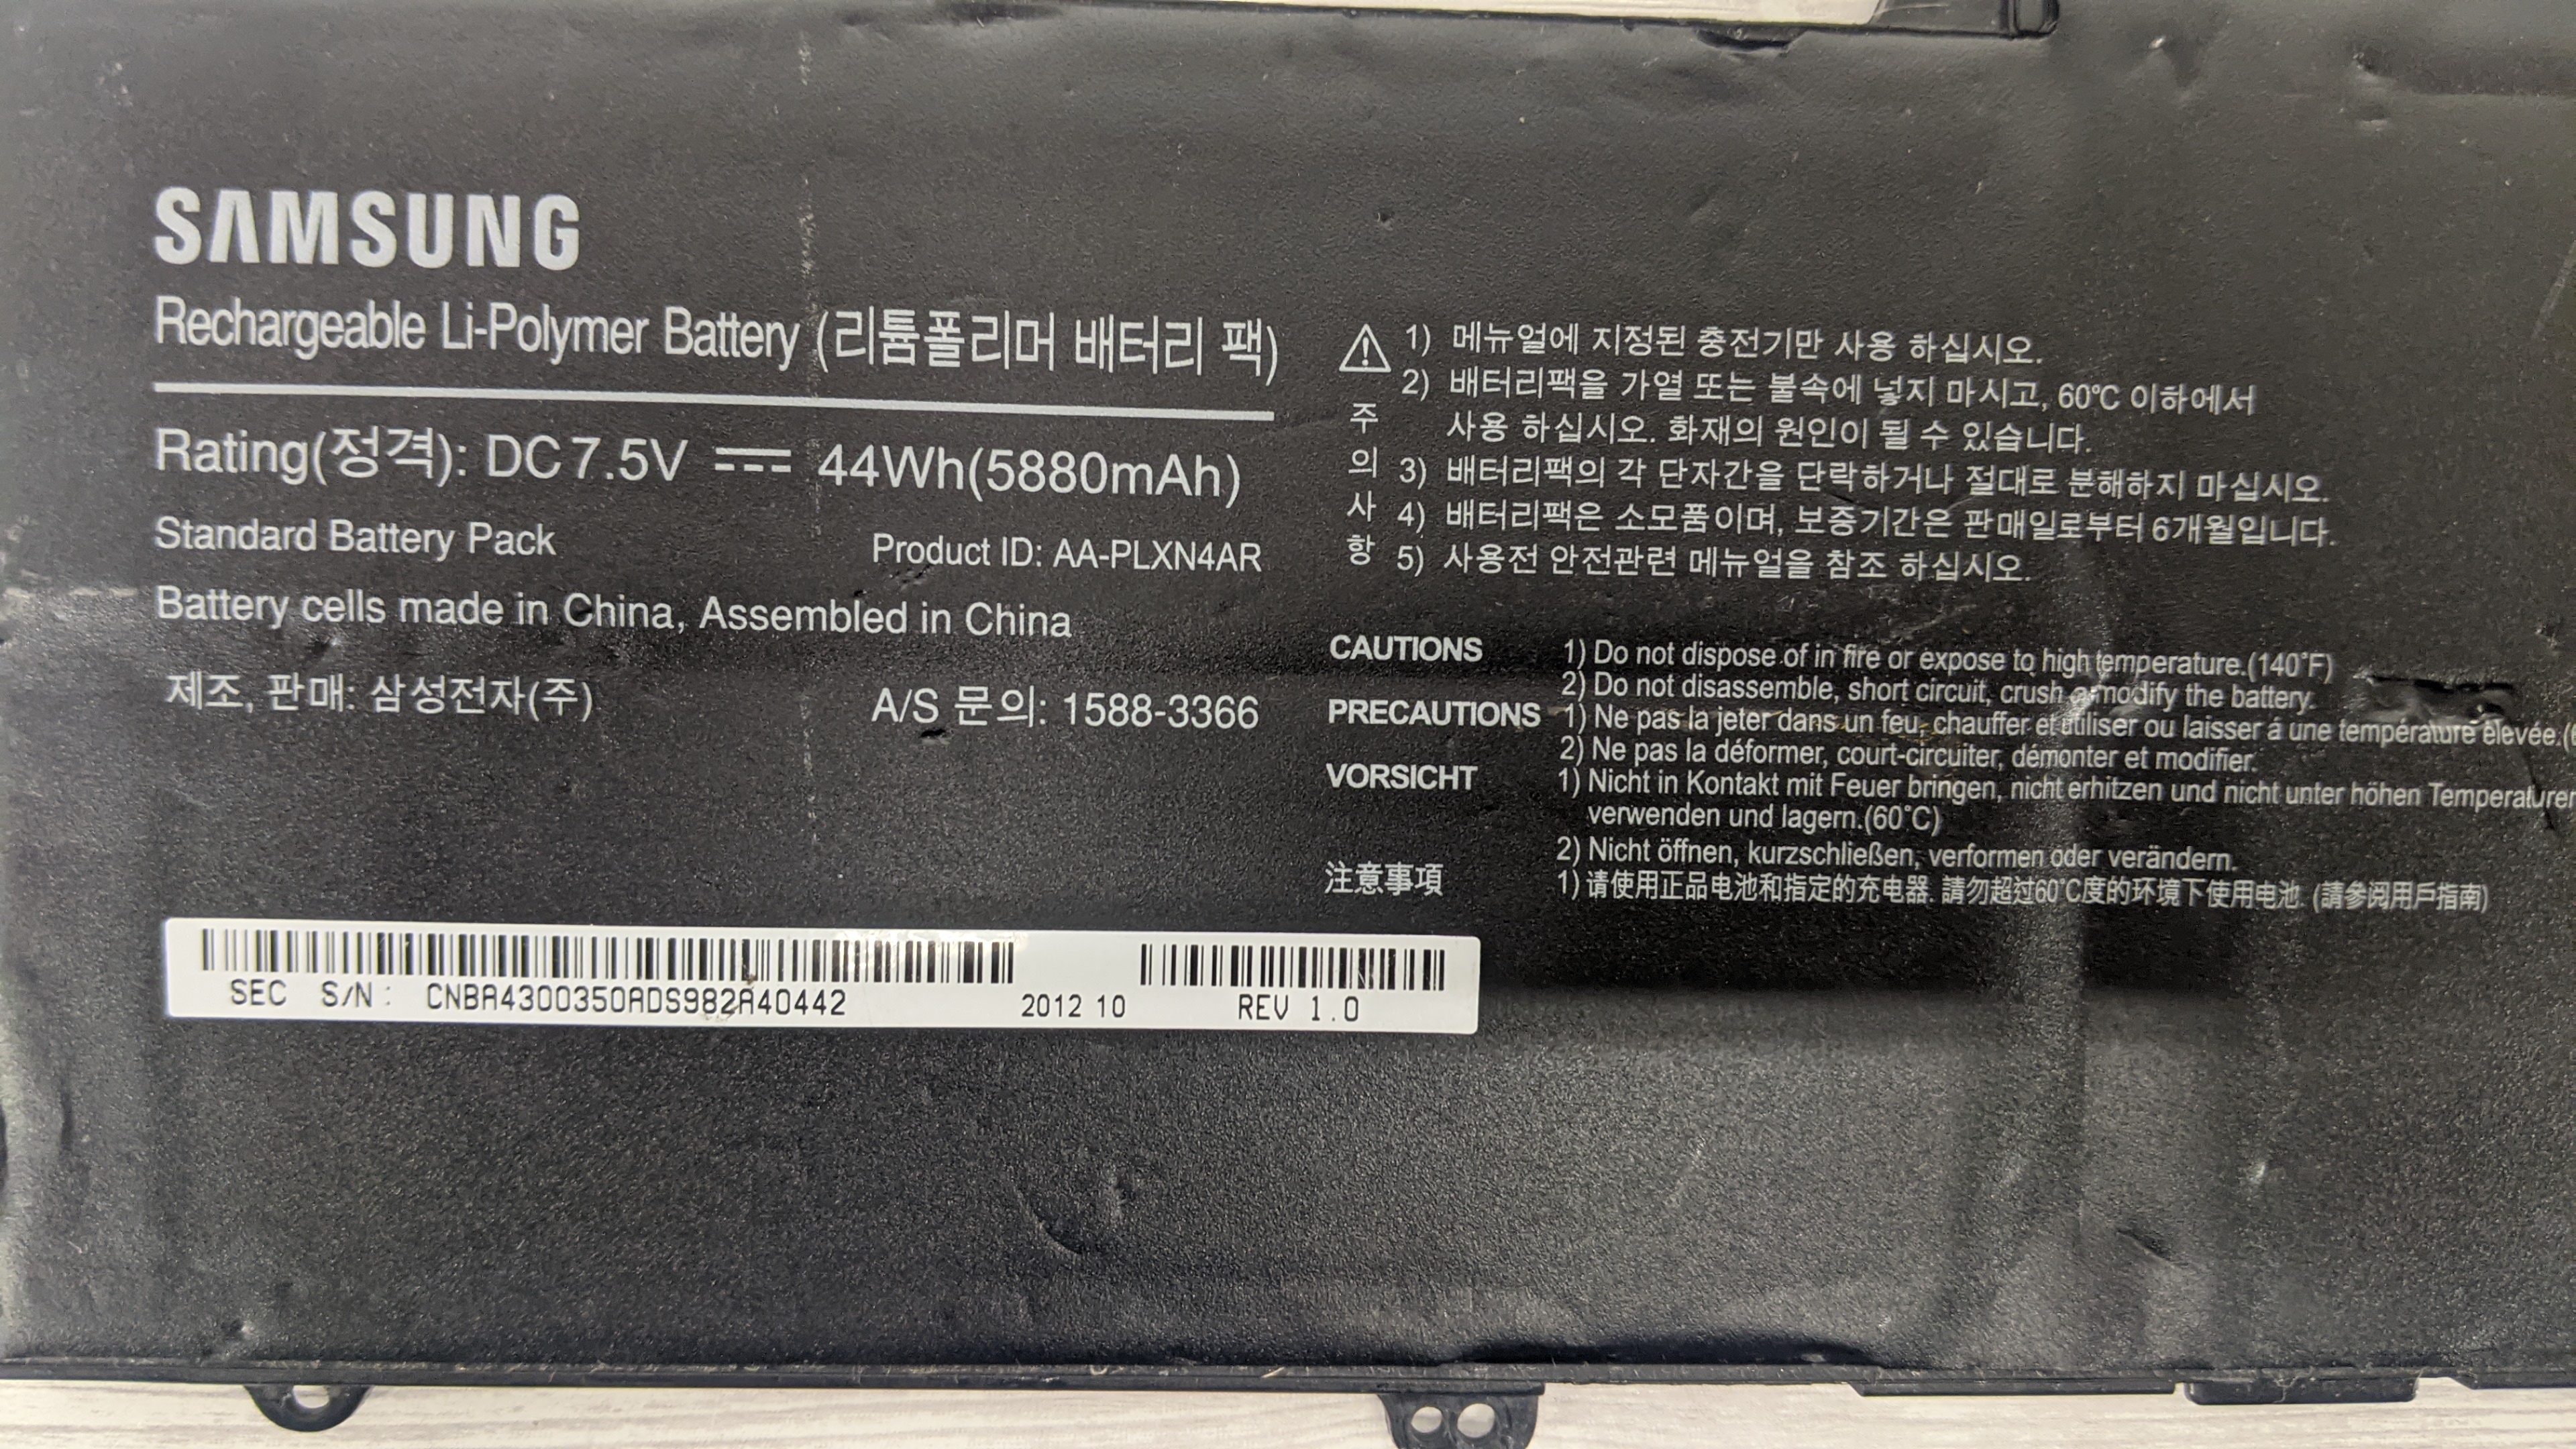 SAMSUNG
Rechargeable Li-Polymer Battery (리튬폴리머 배터리 팩)
Rating(정격): DC 7.5V ⎓ 44Wh(5880mAh)
Standard Battery Pack Product ID: AA-PLXN4AR
Battery cells made in China, Assembled in China
제조, 판매: 삼성전자(주) A/S 문의: 1588-3366
SEC S/N : CNBA4300350ADS982A40442 2012 10 REV 1.0
⚠ 주의사항
1) 메뉴얼에 지정된 충전기만 사용 하십시오.
2) 배터리팩을 가열 또는 불속에 넣지 마시고, 60°C 이하에서
사용 하십시오. 화재의 원인이 될 수 있습니다.
3) 배터리팩의 각 단자간을 단락하거나 절대로 분해하지 마십시오.
4) 배터리팩은 소모품이며, 보증기간은 판매일로부터 6개월입니다.
5) 사용전 안전관련 메뉴얼을 참조 하십시오.
CAUTIONS 1) Do not dispose of in fire or expose to high temperature.(140°F)
2) Do not disassemble, short circuit, crush or modify the battery.
PRECAUTIONS 1) Ne pas la jeter dans un feu, chauffer et utiliser ou laisser á une température élevée.(
2) Ne pas la déformer, court-circuiter, démonter et modifier.
VORSICHT 1) Nicht in Kontakt mit Feuer bringen, nicht erhitzen und nicht unter höhen Temperaturen
verwenden und lagern.(60°C)
2) Nicht öffnen, kurzschließen, verformen oder verändern.
注意事項 1) 请使用正品电池和指定的充电器. 請勿超过60°C度的环境下使用电池. (請參阅用戶指南)